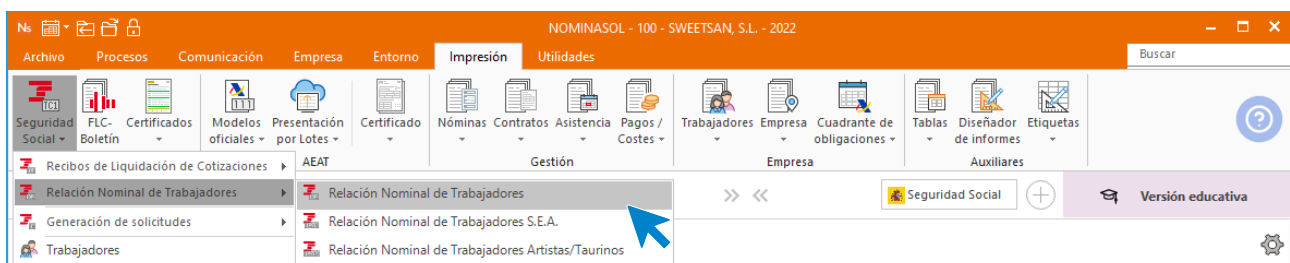 Ns NOMINASOL - 100 - SWEETSAN, S.L. - 2022
Archivo Procesos Comunicación Empresa Entorno Impresión Utilidades Buscar
TC1
Seguridad Social
FLC- Boletín
Certificados
Modelos oficiales
Presentación por Lotes
Certificado
Nóminas
Contratos
Asistencia
Pagos / Costes
Trabajadores
Empresa
Cuadrante de obligaciones
Tablas
Diseñador de informes
Etiquetas
?
AEAT Gestión Empresa Auxiliares
Recibos de Liquidación de Cotizaciones
Relación Nominal de Trabajadores
Generación de solicitudes
Trabajadores
Relación Nominal de Trabajadores
Relación Nominal de Trabajadores S.E.A.
Relación Nominal de Trabajadores Artistas/Taurinos
Seguridad Social
Versión educativa